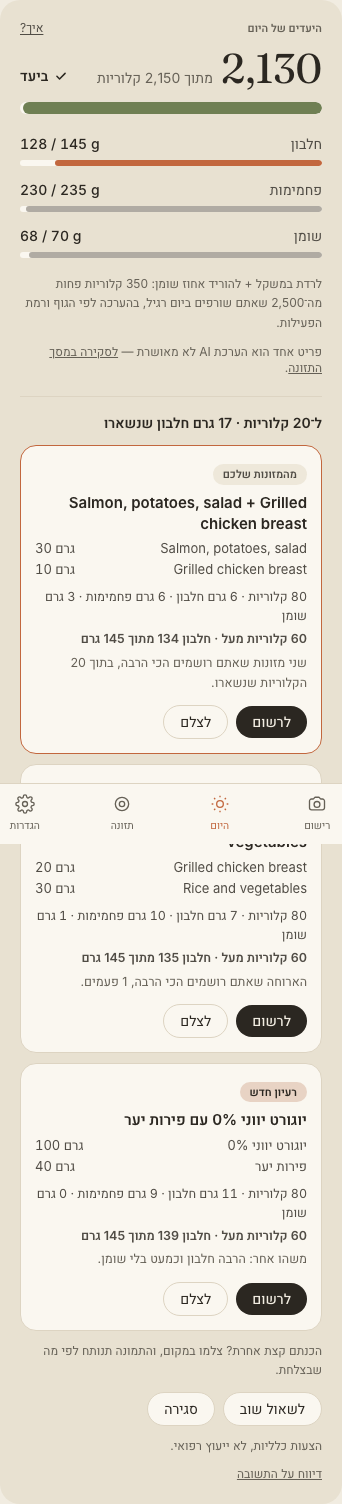 היעדים של היום
איך?
2,130 מתוך 2,150 קלוריות
ביעד
חלבון
128 / 145 g
פחמימות
230 / 235 g
שומן
68 / 70 g
לרדת במשקל + להוריד אחוז שומן: 350 קלוריות פחות
מה־2,500 שאתם שורפים ביום רגיל, בהערכה לפי הגוף ורמת
הפעילות.
פריט אחד הוא הערכת AI לא מאושרת — לסקירה במסך
התזונה.
ל־20 קלוריות · 17 גרם חלבון שנשארו
מהמזונות שלכם
Salmon, potatoes, salad + Grilled
chicken breast
Salmon, potatoes, salad
30 גרם
Grilled chicken breast
10 גרם
80 קלוריות · 6 גרם חלבון · 6 גרם פחמימות · 3 גרם
שומן
60 קלוריות מעל · חלבון 134 מתוך 145 גרם
שני מזונות שאתם רושמים הכי הרבה, בתוך 20
הקלוריות שנשארו.
לרשום
לצלם
רישום
היום
תזונה
הגדרות
vegetables
Grilled chicken breast
20 גרם
Rice and vegetables
30 גרם
80 קלוריות · 7 גרם חלבון · 10 גרם פחמימות · 1 גרם
שומן
60 קלוריות מעל · חלבון 135 מתוך 145 גרם
הארוחה שאתם רושמים הכי הרבה, 1 פעמים.
לרשום
לצלם
רעיון חדש
יוגורט יווני 0% עם פירות יער
יוגורט יווני 0%
100 גרם
פירות יער
40 גרם
80 קלוריות · 11 גרם חלבון · 9 גרם פחמימות · 0 גרם
שומן
60 קלוריות מעל · חלבון 139 מתוך 145 גרם
משהו אחר: הרבה חלבון וכמעט בלי שומן.
לרשום
לצלם
הכנתם קצת אחרת? צלמו במקום, והתמונה תנותח לפי מה
שבצלחת.
לשאול שוב
סגירה
הצעות כלליות, לא ייעוץ רפואי.
דיווח על התשובה